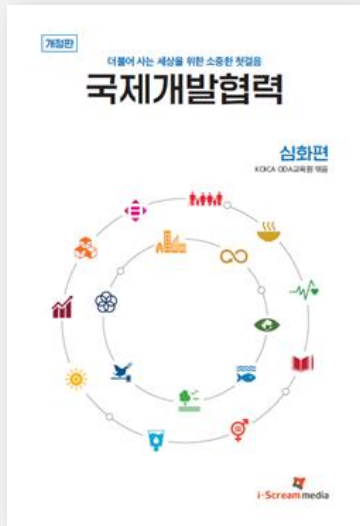 개정판
더불어 사는 세상을 위한 소중한 첫걸음
국제개발협력
심화편
KOICA ODA교육원 엮음
i-Scream media